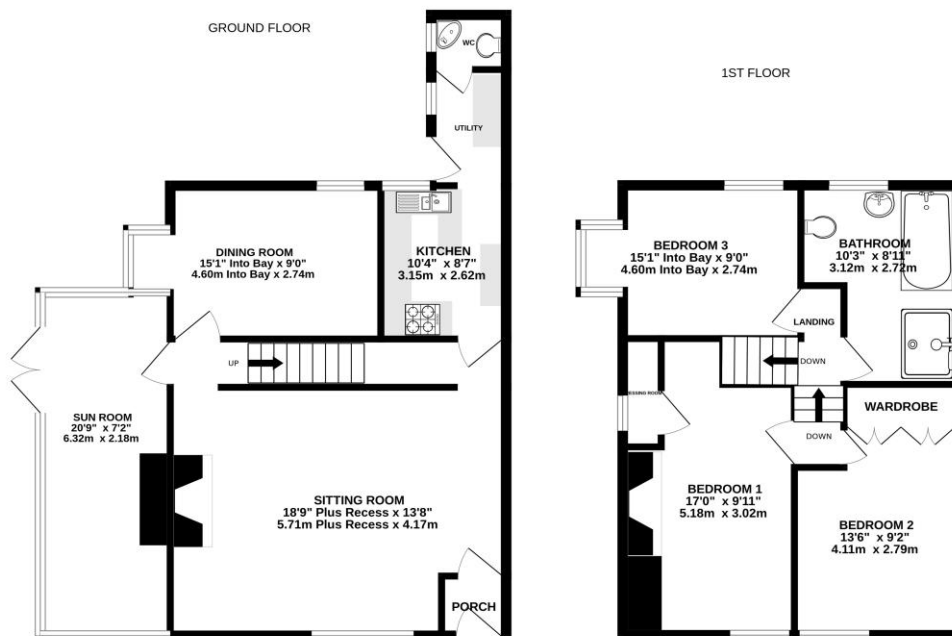 GROUND FLOOR
WC
UTILITY
DINING ROOM
15'1" Into Bay x 9'0"
4.60m Into Bay x 2.74m
KITCHEN
10'4" x 8'7"
3.15m x 2.62m
UP
SUN ROOM
20'9" x 7'2"
6.32m x 2.18m
SITTING ROOM
18'9" Plus Recess x 13'8"
5.71m Plus Recess x 4.17m
PORCH
1ST FLOOR
BEDROOM 3
15'1" Into Bay x 9'0"
4.60m Into Bay x 2.74m
BATHROOM
10'3" x 8'11"
3.12m x 2.72m
LANDING
DOWN
WARDROBE
DOWN
BEDROOM 1
17'0" x 9'11"
5.18m x 3.02m
BEDROOM 2
13'6" x 9'2"
4.11m x 2.79m